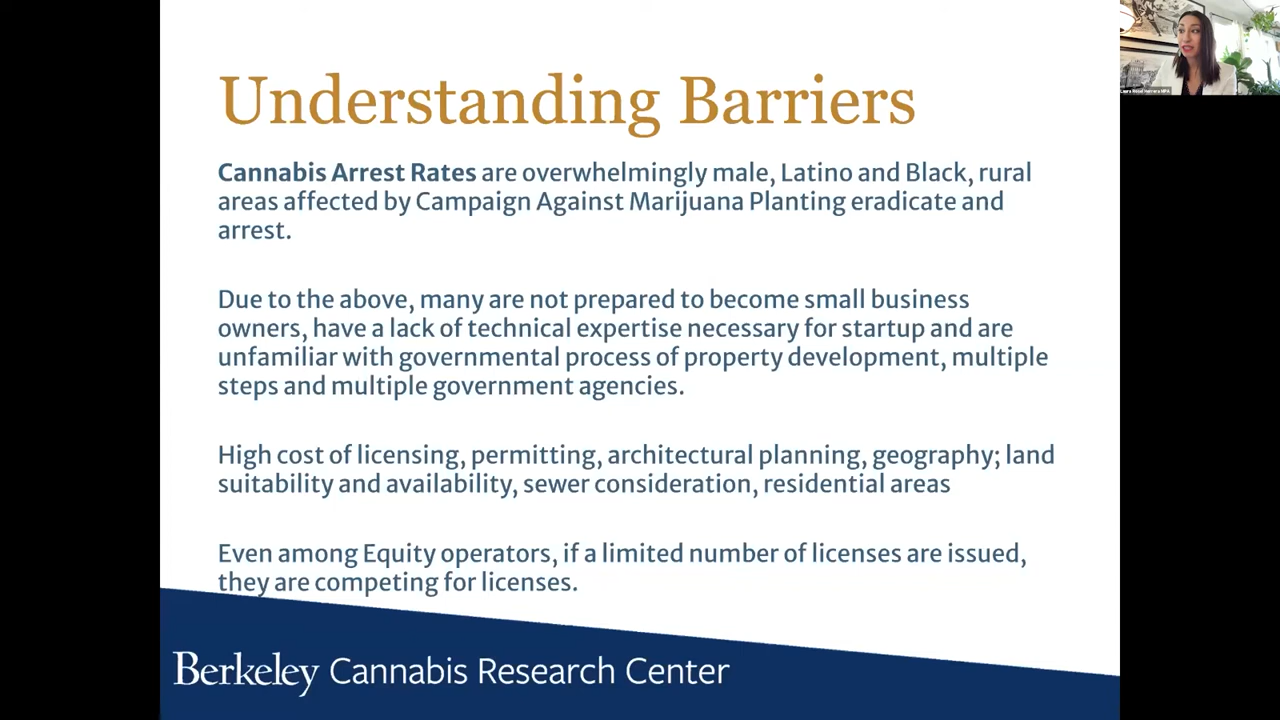 Understanding Barriers
Cannabis Arrest Rates are overwhelmingly male, Latino and Black, rural
areas affected by Campaign Against Marijuana Planting eradicate and
arrest.
Due to the above, many are not prepared to become small business
owners, have a lack of technical expertise necessary for startup and are
unfamiliar with governmental process of property development, multiple
steps and multiple government agencies.
High cost of licensing, permitting, architectural planning, geography; land
suitability and availability, sewer consideration, residential areas
Even among Equity operators, if a limited number of licenses are issued,
they are competing for licenses.
Berkeley Cannabis Research Center